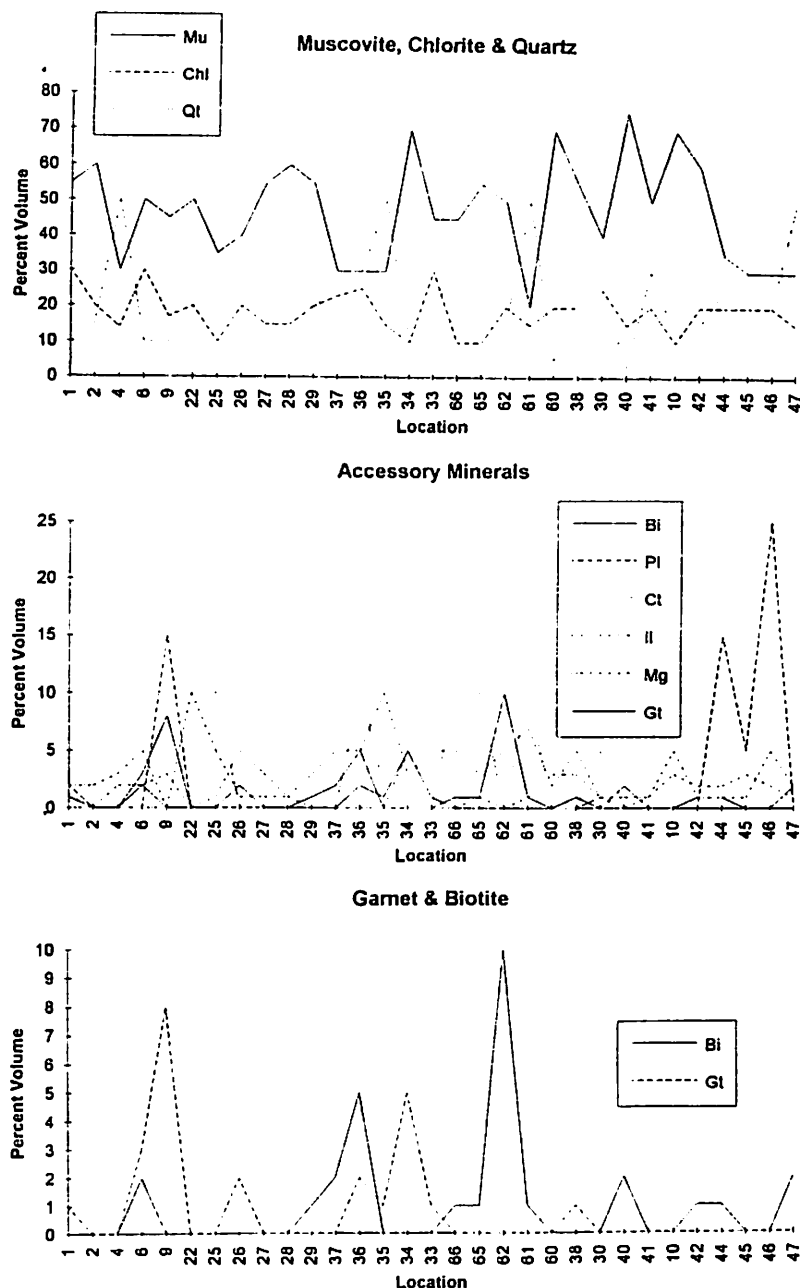 Muscovite, Chlorite & Quartz
Mu
Chl
Qt
80
70
60
50
40
30
20
10
0
Percent Volume
1 2 4 6 9 22 25 26 27 28 29 37 36 35 34 33 66 65 62 61 60 38 30 40 41 10 42 44 45 46 47
Location
Accessory Minerals
Bi
Pl
Ct
Il
Mg
Gt
25
20
15
10
5
0
Percent Volume
1 2 4 6 9 22 25 26 27 28 29 37 36 35 34 33 66 65 62 61 60 38 30 40 41 10 42 44 45 46 47
Location
Garnet & Biotite
Bi
Gt
10
9
8
7
6
5
4
3
2
1
0
Percent Volume
1 2 4 6 9 22 25 26 27 28 29 37 36 35 34 33 66 65 62 61 60 38 30 40 41 10 42 44 45 46 47
Location